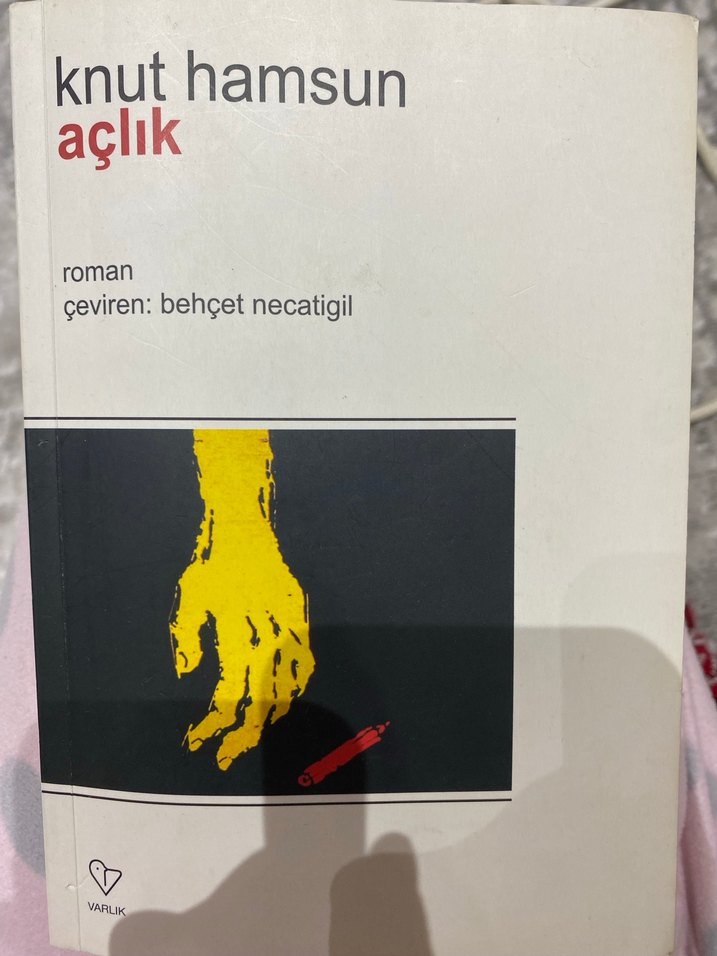 knut hamsun
açlık
roman
çeviren: behçet necatigil
VARLIK